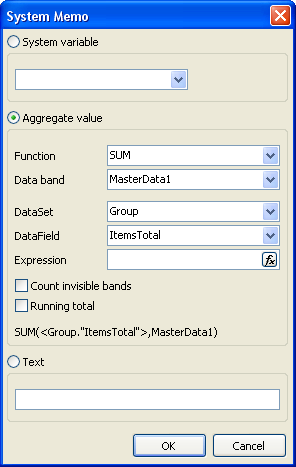 System Memo
System variable
Aggregate value
Function SUM
Data band MasterData1
DataSet Group
DataField ItemsTotal
Expression fx
Count invisible bands
Running total
SUM(<Group."ItemsTotal">,MasterData1)
Text
OK Cancel